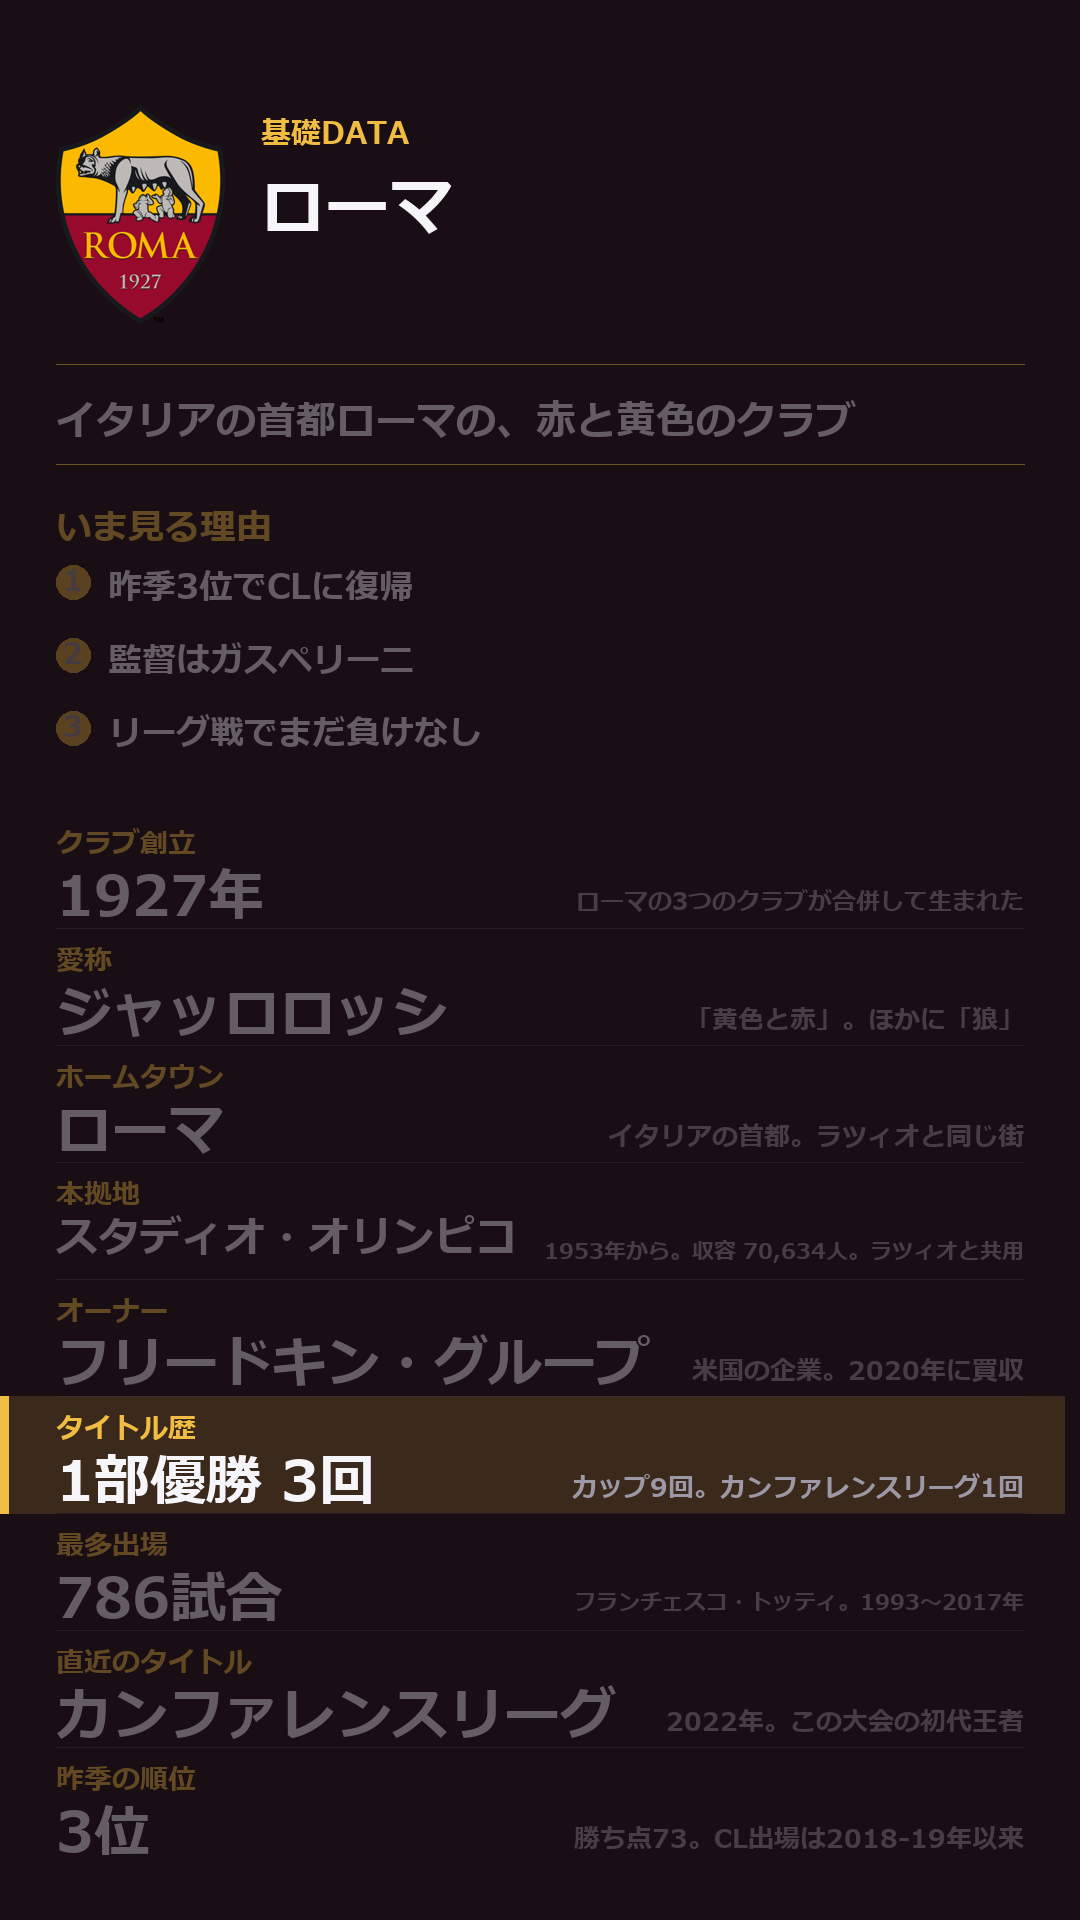 基礎DATA
ローマ
ROMA
1927
TM
イタリアの首都ローマの、赤と黄色のクラブ
いま見る理由
1 昨季3位でCLに復帰
2 監督はガスペリーニ
3 リーグ戦でまだ負けなし
クラブ創立
1927年 ローマの3つのクラブが合併して生まれた
愛称
ジャッロロッシ 「黄色と赤」。ほかに「狼」
ホームタウン
ローマ イタリアの首都。ラツィオと同じ街
本拠地
スタディオ・オリンピコ 1953年から。収容 70,634人。ラツィオと共用
オーナー
フリードキン・グループ 米国の企業。2020年に買収
タイトル歴
1部優勝 3回 カップ9回。カンファレンスリーグ1回
最多出場
786試合 フランチェスコ・トッティ。1993〜2017年
直近のタイトル
カンファレンスリーグ 2022年。この大会の初代王者
昨季の順位
3位 勝ち点73。CL出場は2018-19年以来